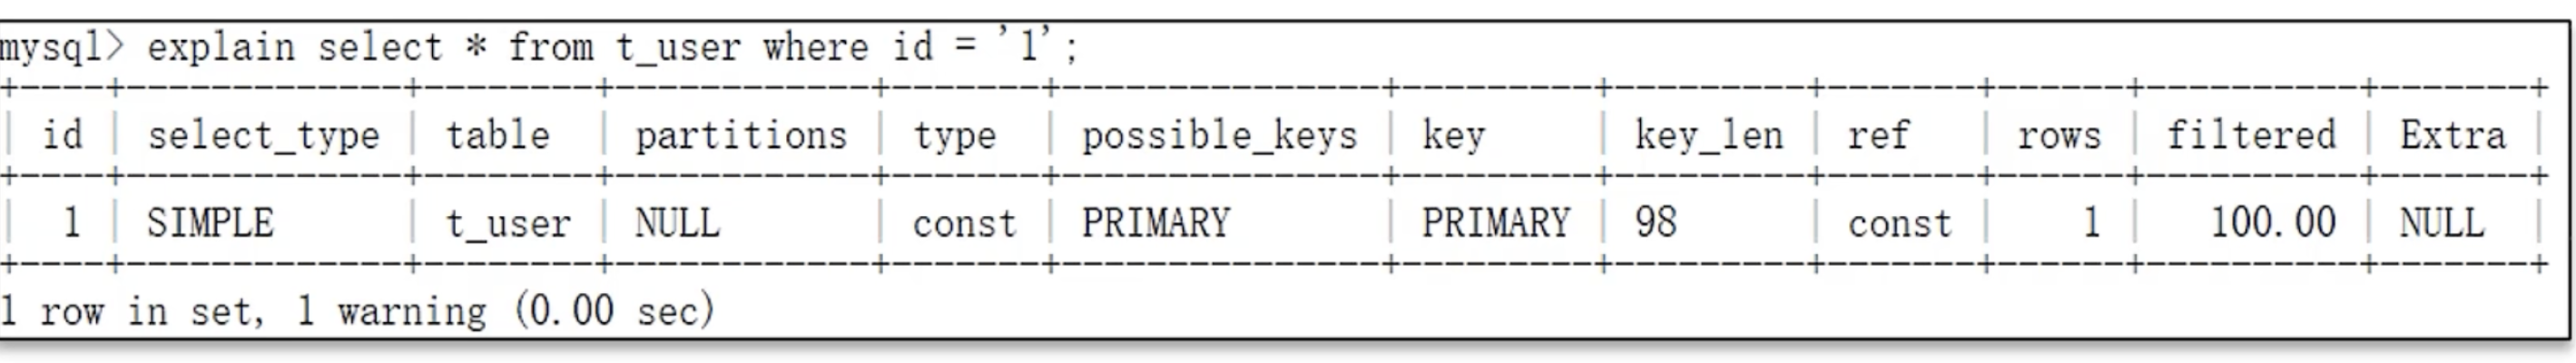 mysql> explain select * from t_user where id = '1';
+----+-------------+--------+------------+-------+---------------+---------+---------+-------+------+----------+-------+
| id | select_type | table | partitions | type | possible_keys | key | key_len | ref | rows | filtered | Extra |
+----+-------------+--------+------------+-------+---------------+---------+---------+-------+------+----------+-------+
| 1 | SIMPLE | t_user | NULL | const | PRIMARY | PRIMARY | 98 | const | 1 | 100.00 | NULL |
+----+-------------+--------+------------+-------+---------------+---------+---------+-------+------+----------+-------+
1 row in set, 1 warning (0.00 sec)